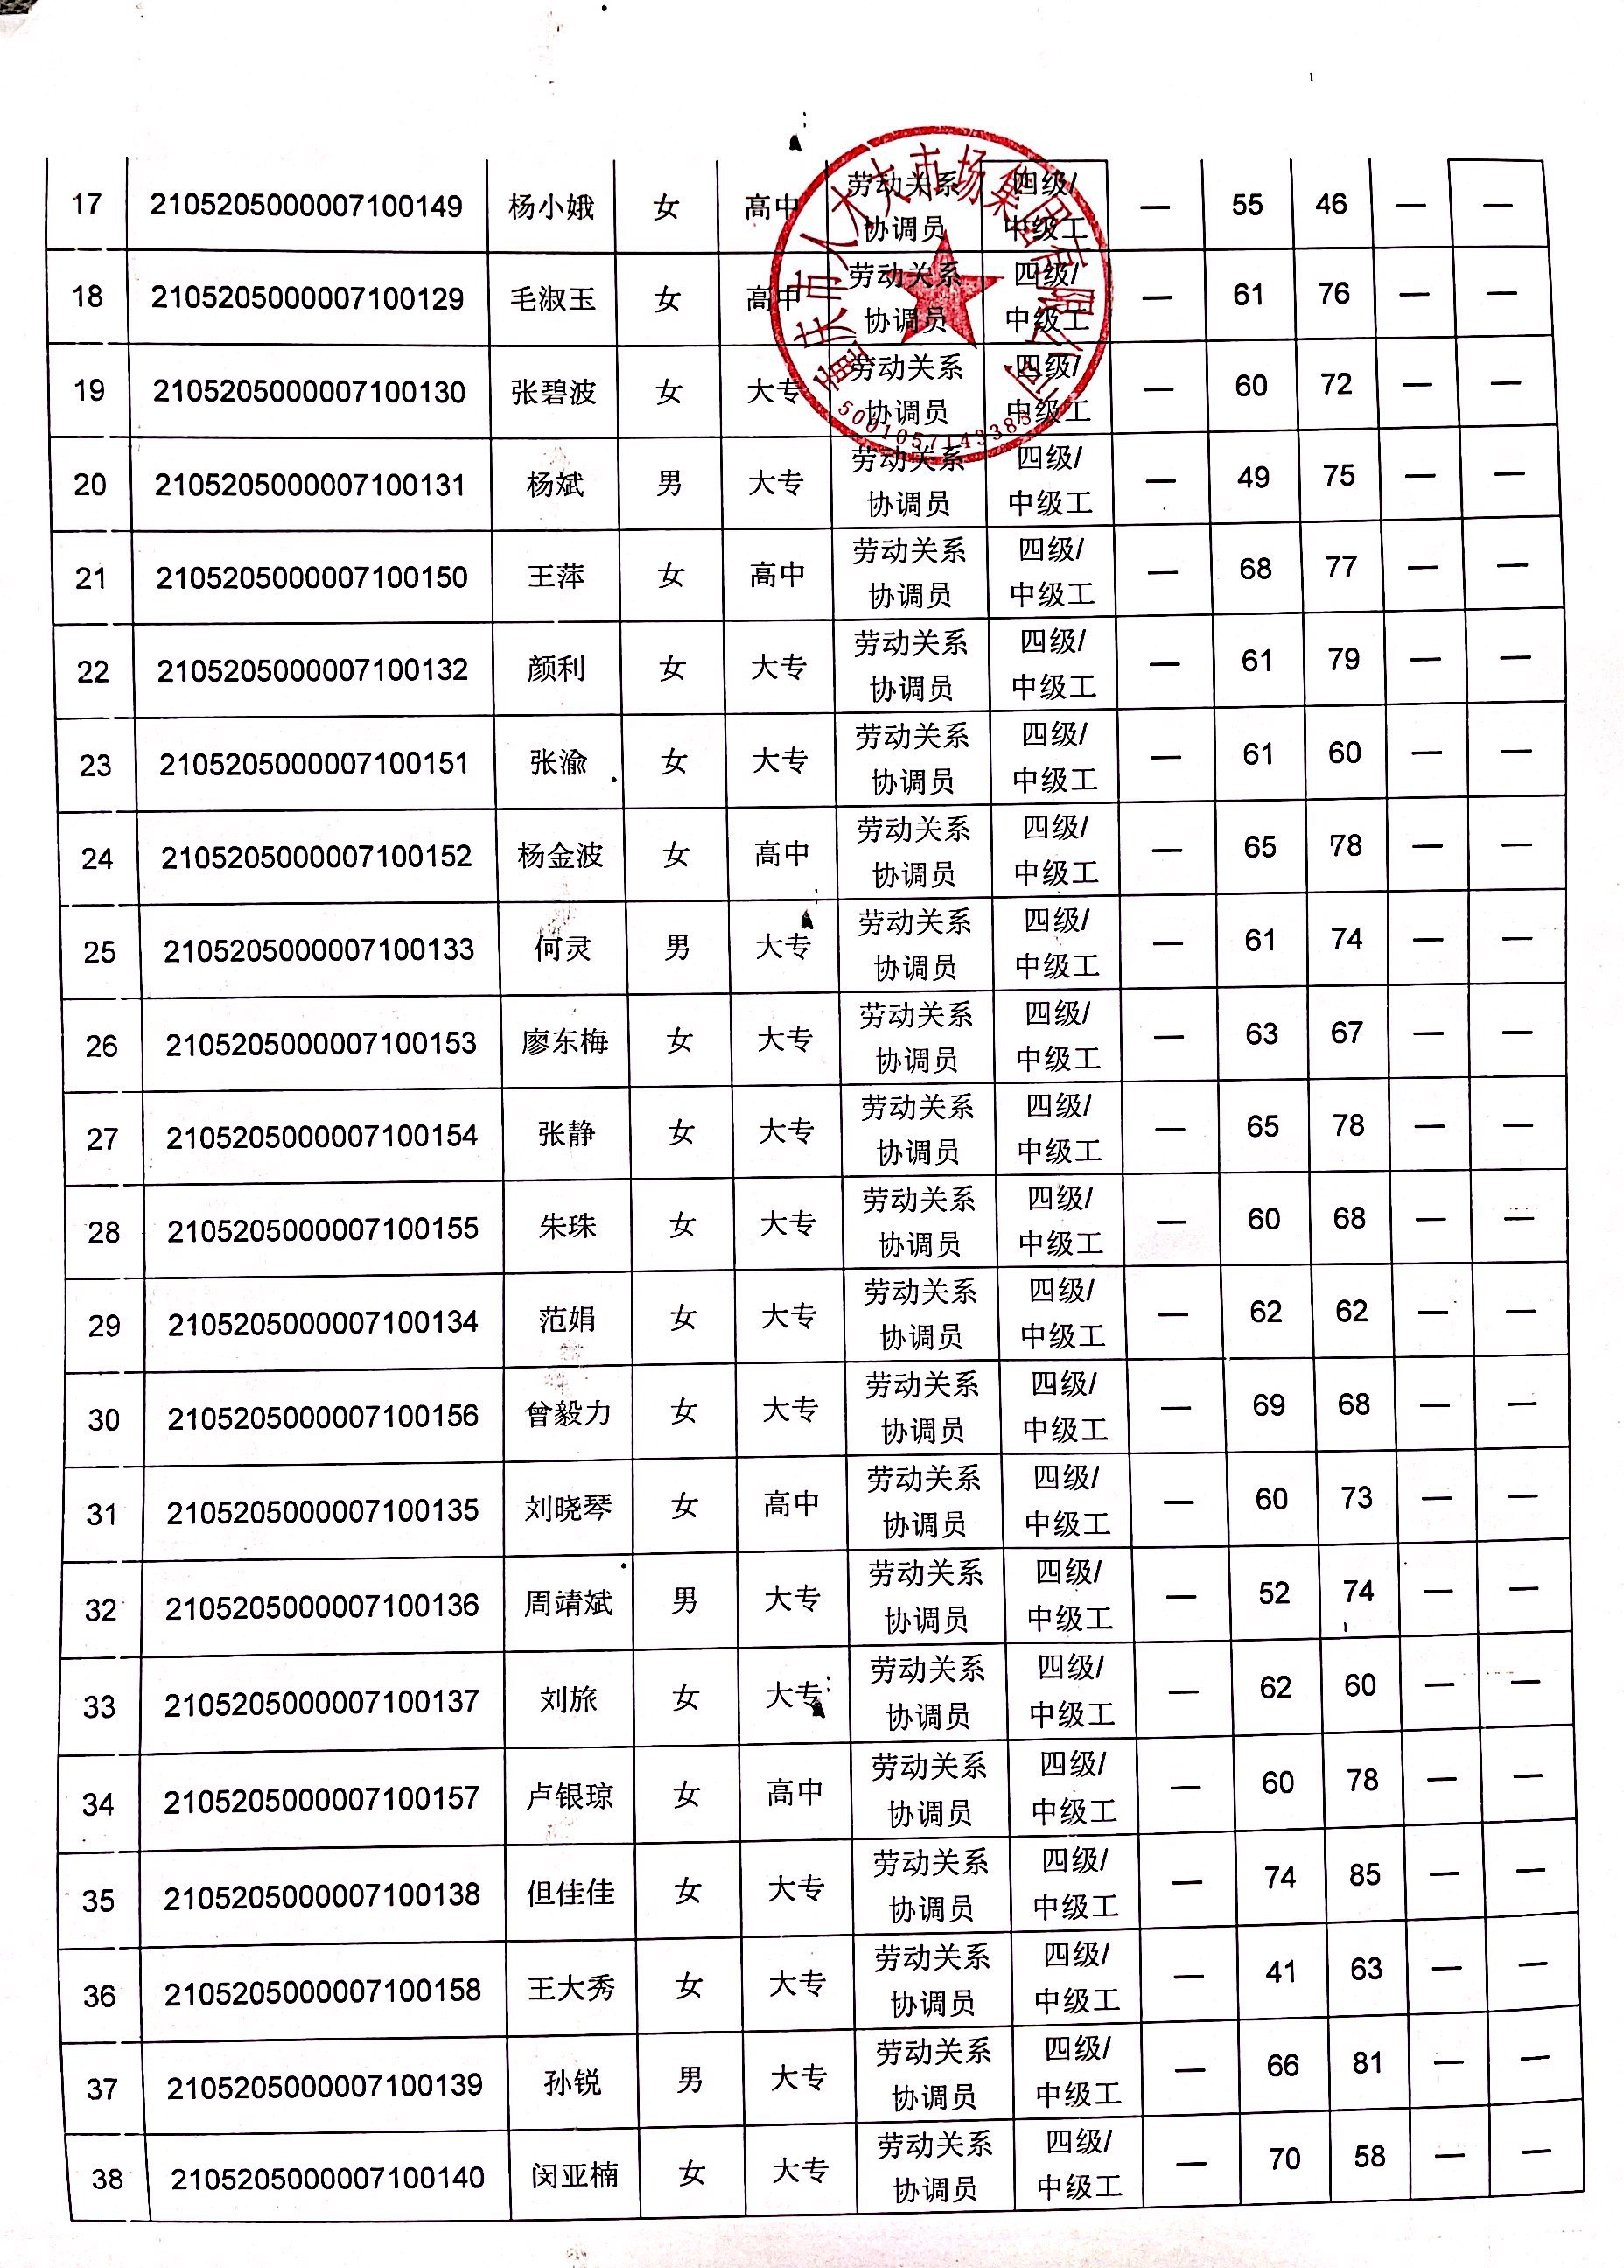 重庆市人才大市场集团有限公司
5001057143383
17 2105205000007100149 杨小娥 女 高中 劳动关系协调员 四级/中级工 — 55 46 — —
18 2105205000007100129 毛淑玉 女 高中 劳动关系协调员 四级/中级工 — 61 76 — —
19 2105205000007100130 张碧波 女 大专 劳动关系协调员 四级/中级工 — 60 72 — —
20 2105205000007100131 杨斌 男 大专 劳动关系协调员 四级/中级工 — 49 75 — —
21 2105205000007100150 王萍 女 高中 劳动关系协调员 四级/中级工 — 68 77 — —
22 2105205000007100132 颜利 女 大专 劳动关系协调员 四级/中级工 — 61 79 — —
23 2105205000007100151 张渝 女 大专 劳动关系协调员 四级/中级工 — 61 60 — —
24 2105205000007100152 杨金波 女 高中 劳动关系协调员 四级/中级工 — 65 78 — —
25 2105205000007100133 何灵 男 大专 劳动关系协调员 四级/中级工 — 61 74 — —
26 2105205000007100153 廖东梅 女 大专 劳动关系协调员 四级/中级工 — 63 67 — —
27 2105205000007100154 张静 女 大专 劳动关系协调员 四级/中级工 — 65 78 — —
28 2105205000007100155 朱珠 女 大专 劳动关系协调员 四级/中级工 — 60 68 — —
29 2105205000007100134 范娟 女 大专 劳动关系协调员 四级/中级工 — 62 62 — —
30 2105205000007100156 曾毅力 女 大专 劳动关系协调员 四级/中级工 — 69 68 — —
31 2105205000007100135 刘晓琴 女 高中 劳动关系协调员 四级/中级工 — 60 73 — —
32 2105205000007100136 周靖斌 男 大专 劳动关系协调员 四级/中级工 — 52 74 — —
33 2105205000007100137 刘旅 女 大专 劳动关系协调员 四级/中级工 — 62 60 — —
34 2105205000007100157 卢银琼 女 高中 劳动关系协调员 四级/中级工 — 60 78 — —
35 2105205000007100138 但佳佳 女 大专 劳动关系协调员 四级/中级工 — 74 85 — —
36 2105205000007100158 王大秀 女 大专 劳动关系协调员 四级/中级工 — 41 63 — —
37 2105205000007100139 孙锐 男 大专 劳动关系协调员 四级/中级工 — 66 81 — —
38 2105205000007100140 闵亚楠 女 大专 劳动关系协调员 四级/中级工 — 70 58 — —